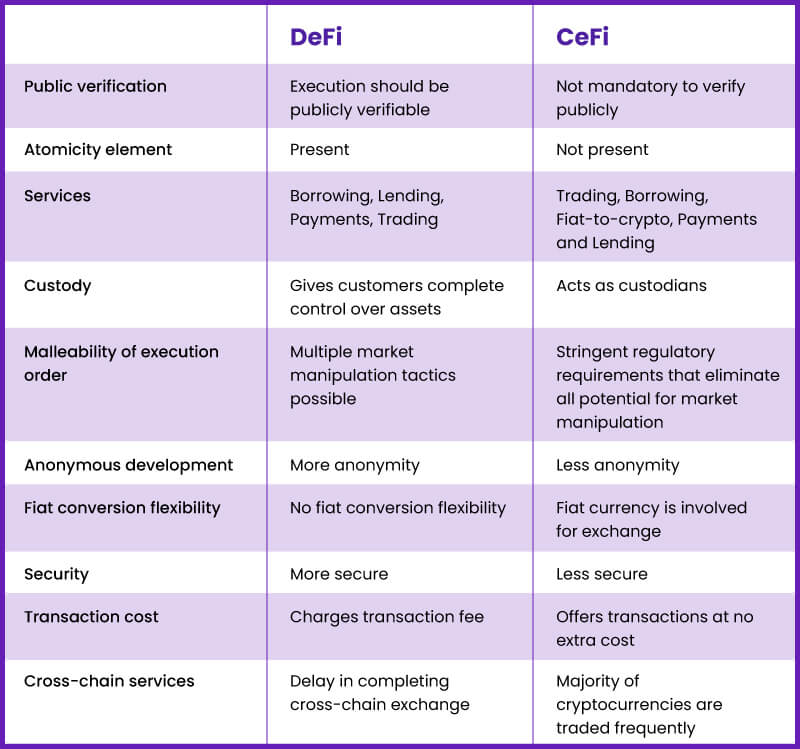 DeFi CeFi
Public verification
Execution should be
publicly verifiable
Not mandatory to verify
publicly
Atomicity element
Present
Not present
Services
Borrowing, Lending,
Payments, Trading
Trading, Borrowing,
Fiat-to-crypto, Payments
and Lending
Custody
Gives customers complete
control over assets
Acts as custodians
Malleability of execution
order
Multiple market
manipulation tactics
possible
Stringent regulatory
requirements that eliminate
all potential for market
manipulation
Anonymous development
More anonymity
Less anonymity
Fiat conversion flexibility
No fiat conversion flexibility
Fiat currency is involved
for exchange
Security
More secure
Less secure
Transaction cost
Charges transaction fee
Offers transactions at no
extra cost
Cross-chain services
Delay in completing
cross-chain exchange
Majority of
cryptocurrencies are
traded frequently